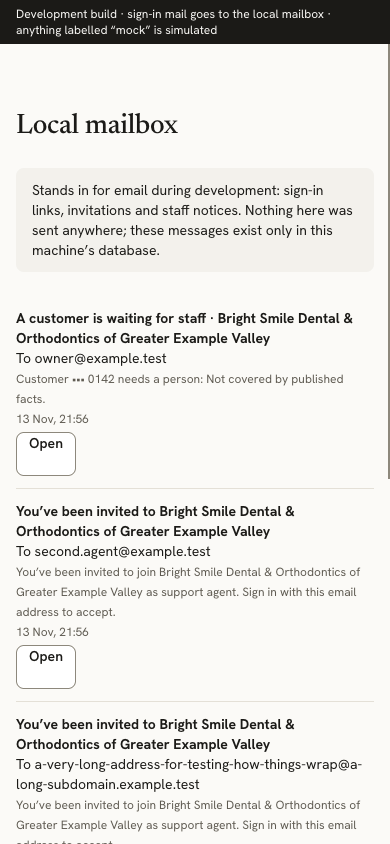 Development build · sign-in mail goes to the local mailbox ·
anything labelled “mock” is simulated
Local mailbox
Stands in for email during development: sign-in
links, invitations and staff notices. Nothing here was
sent anywhere; these messages exist only in this
machine’s database.
A customer is waiting for staff · Bright Smile Dental &
Orthodontics of Greater Example Valley
To owner@example.test
Customer ••• 0142 needs a person: Not covered by published
facts.
13 Nov, 21:56
Open
You’ve been invited to Bright Smile Dental &
Orthodontics of Greater Example Valley
To second.agent@example.test
You’ve been invited to join Bright Smile Dental & Orthodontics of
Greater Example Valley as support agent. Sign in with this email
address to accept.
13 Nov, 21:56
Open
You’ve been invited to Bright Smile Dental &
Orthodontics of Greater Example Valley
To a-very-long-address-for-testing-how-things-wrap@a-
long-subdomain.example.test
You’ve been invited to join Bright Smile Dental & Orthodontics of
Greater Example Valley as support agent. Sign in with this email
address to accept.